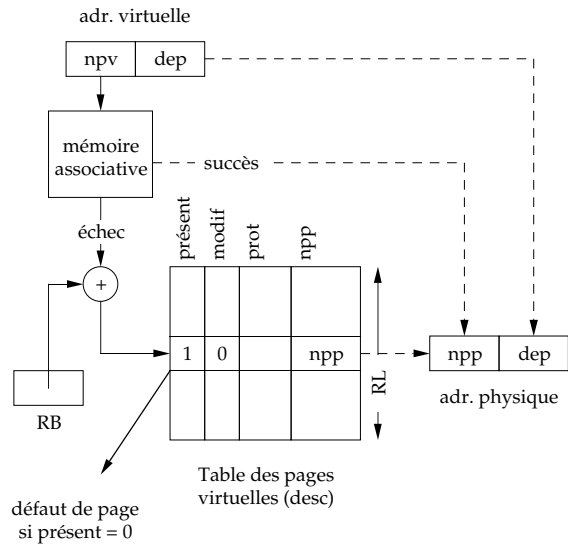 adr. virtuelle
npv
dep
mémoire
associative
succès
échec
présent
modif
prot
npp
+
1
0
npp
npp
dep
RB
RL
adr. physique
Table des pages
virtuelles (desc)
défaut de page
si présent = 0